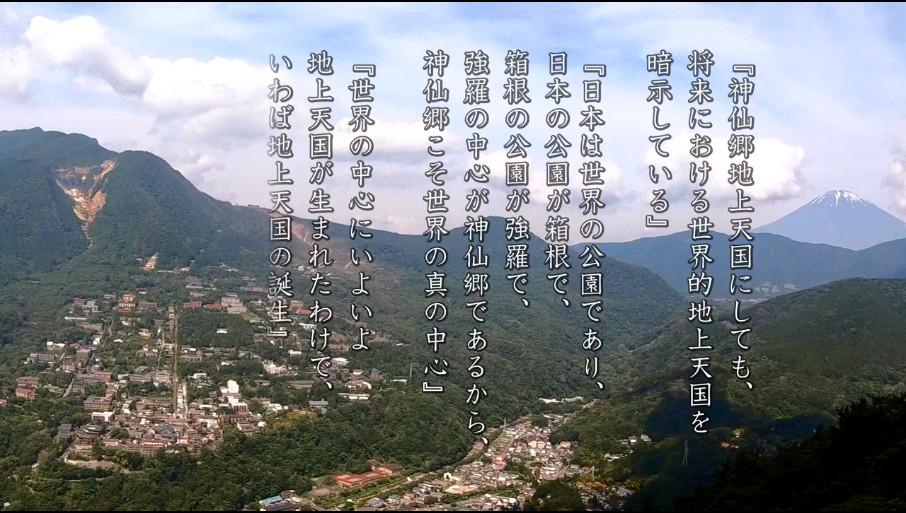 『神仙郷地上天国にしても、
将来における世界的地上天国を
暗示している』
『日本は世界の公園であり、
日本の公園が箱根で、
箱根の公園が強羅で、
強羅の中心が神仙郷であるから、
神仙郷こそ世界の真の中心』
『世界の中心にいよいよ
地上天国が生まれたわけで、
いわば地上天国の誕生』